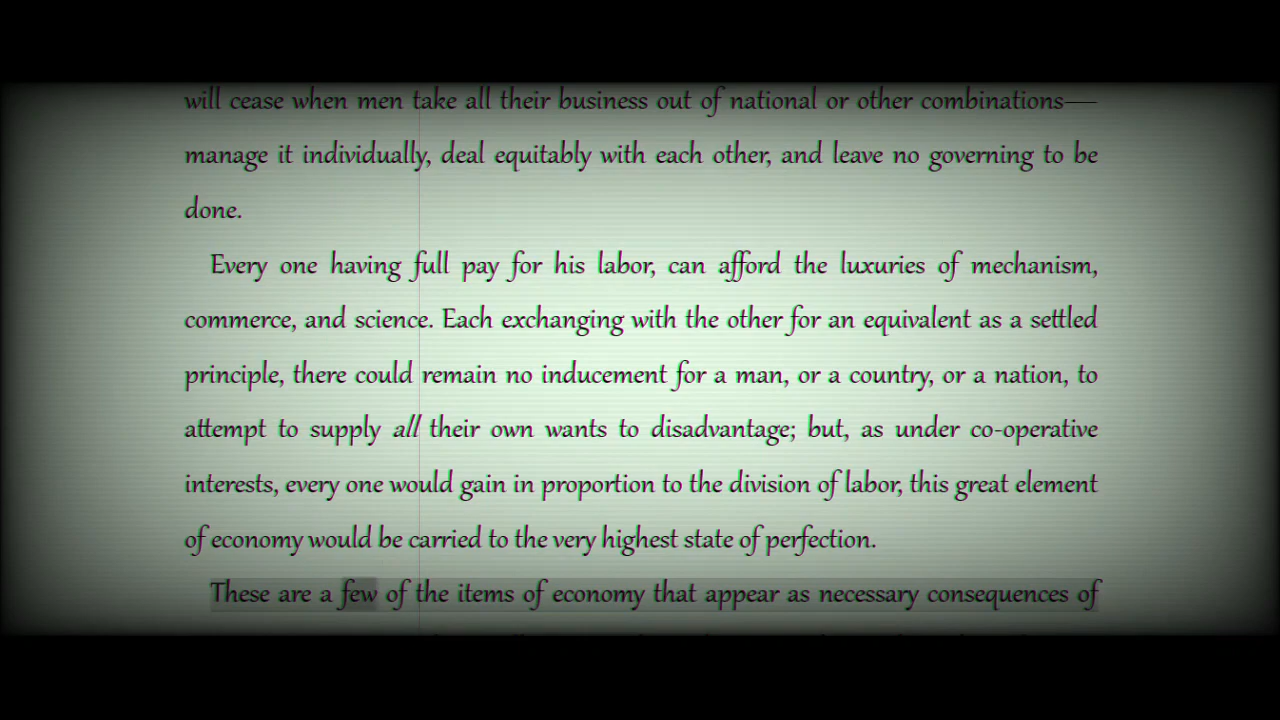 will cease when men take all their business out of national or other combinations—
manage it individually, deal equitably with each other, and leave no governing to be
done.
Every one having full pay for his labor, can afford the luxuries of mechanism,
commerce, and science. Each exchanging with the other for an equivalent as a settled
principle, there could remain no inducement for a man, or a country, or a nation, to
attempt to supply all their own wants to disadvantage; but, as under co-operative
interests, every one would gain in proportion to the division of labor, this great element
of economy would be carried to the very highest state of perfection.
These are a few of the items of economy that appear as necessary consequences of